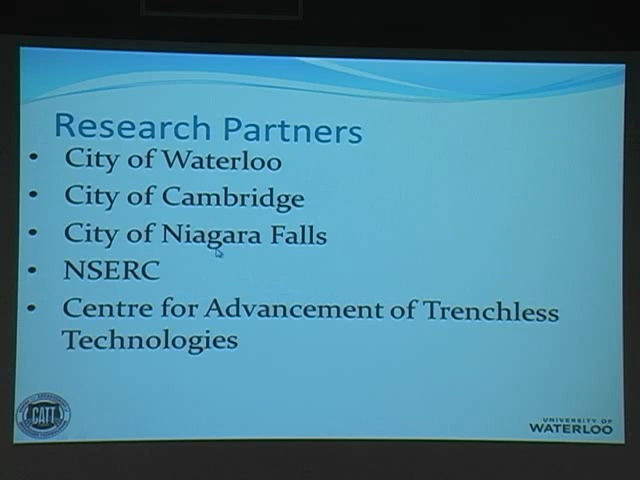 Research Partners
• City of Waterloo
• City of Cambridge
• City of Niagara Falls
• NSERC
• Centre for Advancement of Trenchless
Technologies
CATT
UNIVERSITY OF
WATERLOO